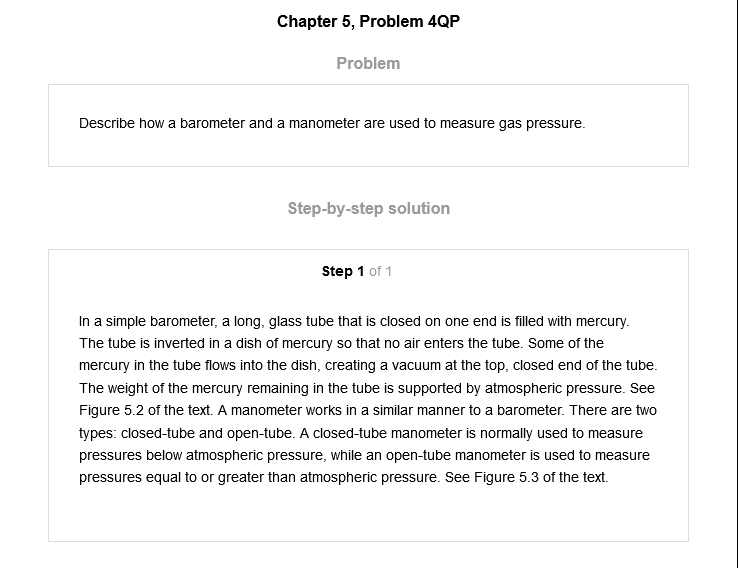 Chapter 5, Problem 4QP
Problem
Describe how a barometer and a manometer are used to measure gas pressure.
Step-by-step solution
Step 1 of 1
In a simple barometer, a long, glass tube that is closed on one end is filled with mercury.
The tube is inverted in a dish of mercury so that no air enters the tube. Some of the
mercury in the tube flows into the dish, creating a vacuum at the top, closed end of the tube.
The weight of the mercury remaining in the tube is supported by atmospheric pressure. See
Figure 5.2 of the text. A manometer works in a similar manner to a barometer. There are two
types: closed-tube and open-tube. A closed-tube manometer is normally used to measure
pressures below atmospheric pressure, while an open-tube manometer is used to measure
pressures equal to or greater than atmospheric pressure. See Figure 5.3 of the text.